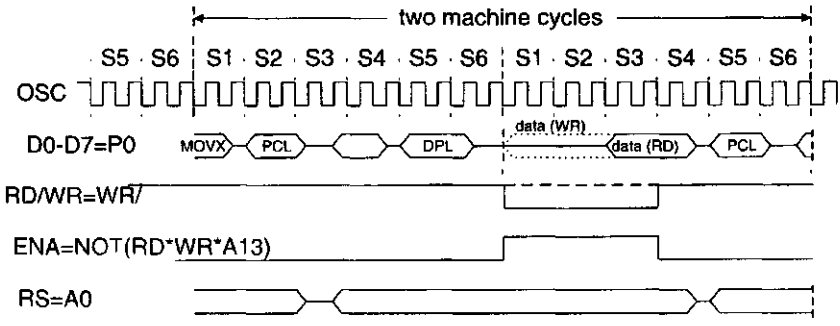 two machine cycles
S5 S6 S1 S2 S3 S4 S5 S6 S1 S2 S3 S4 S5 S6
OSC
data (WR)
D0-D7=P0 MOVX PCL DPL data (RD) PCL
RD/WR=WR/
ENA=NOT(RD*WR*A13)
RS=A0